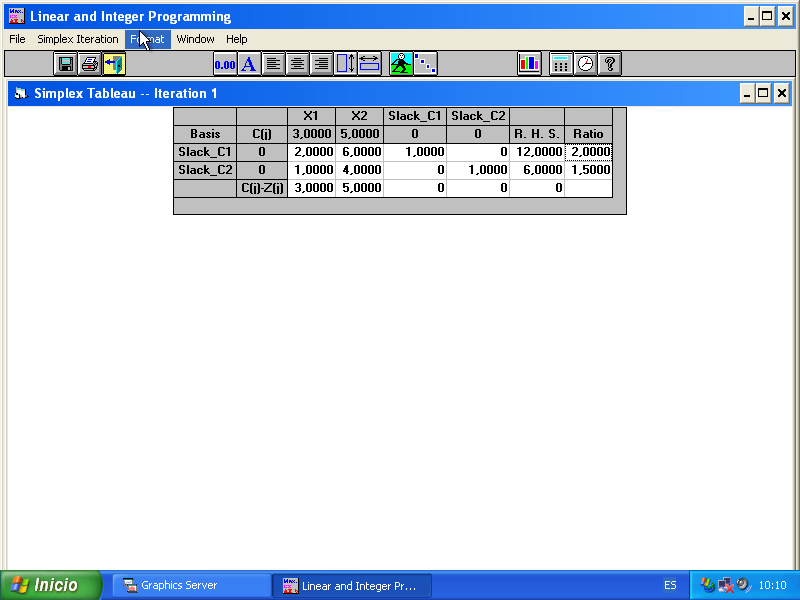 Linear and Integer Programming
File Simplex Iteration Format Window Help
0.00 A ?
Simplex Tableau -- Iteration 1
X1 X2 Slack_C1 Slack_C2
Basis C(j) 3,0000 5,0000 0 0 R. H. S. Ratio
Slack_C1 0 2,0000 6,0000 1,0000 0 12,0000 2,0000
Slack_C2 0 1,0000 4,0000 0 1,0000 6,0000 1,5000
C(j)-Z(j) 3,0000 5,0000 0 0 0
Inicio Graphics Server Linear and Integer Pr... ES 10:10